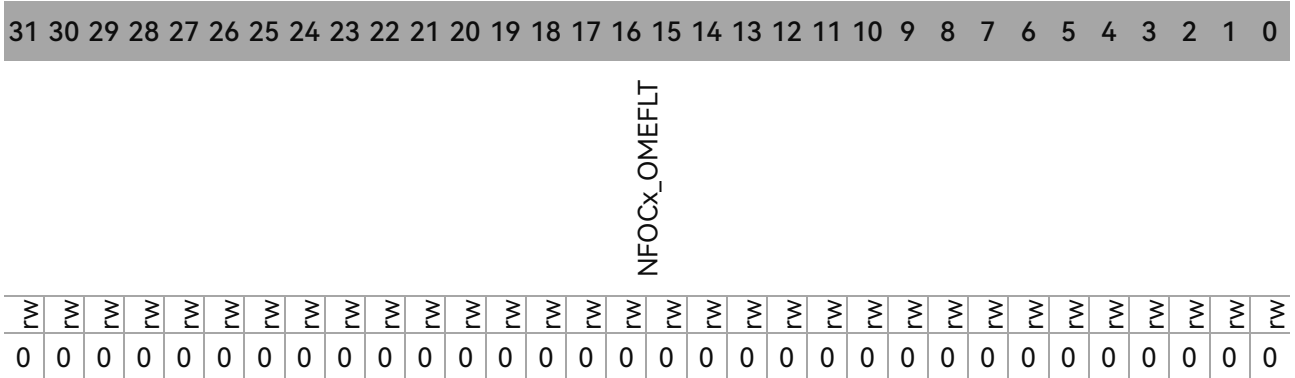 31 30 29 28 27 26 25 24 23 22 21 20 19 18 17 16 15 14 13 12 11 10 9 8 7 6 5 4 3 2 1 0
NFOCx_OMEFLT
rw rw rw rw rw rw rw rw rw rw rw rw rw rw rw rw rw rw rw rw rw rw rw rw rw rw rw rw rw rw rw rw
0 0 0 0 0 0 0 0 0 0 0 0 0 0 0 0 0 0 0 0 0 0 0 0 0 0 0 0 0 0 0 0